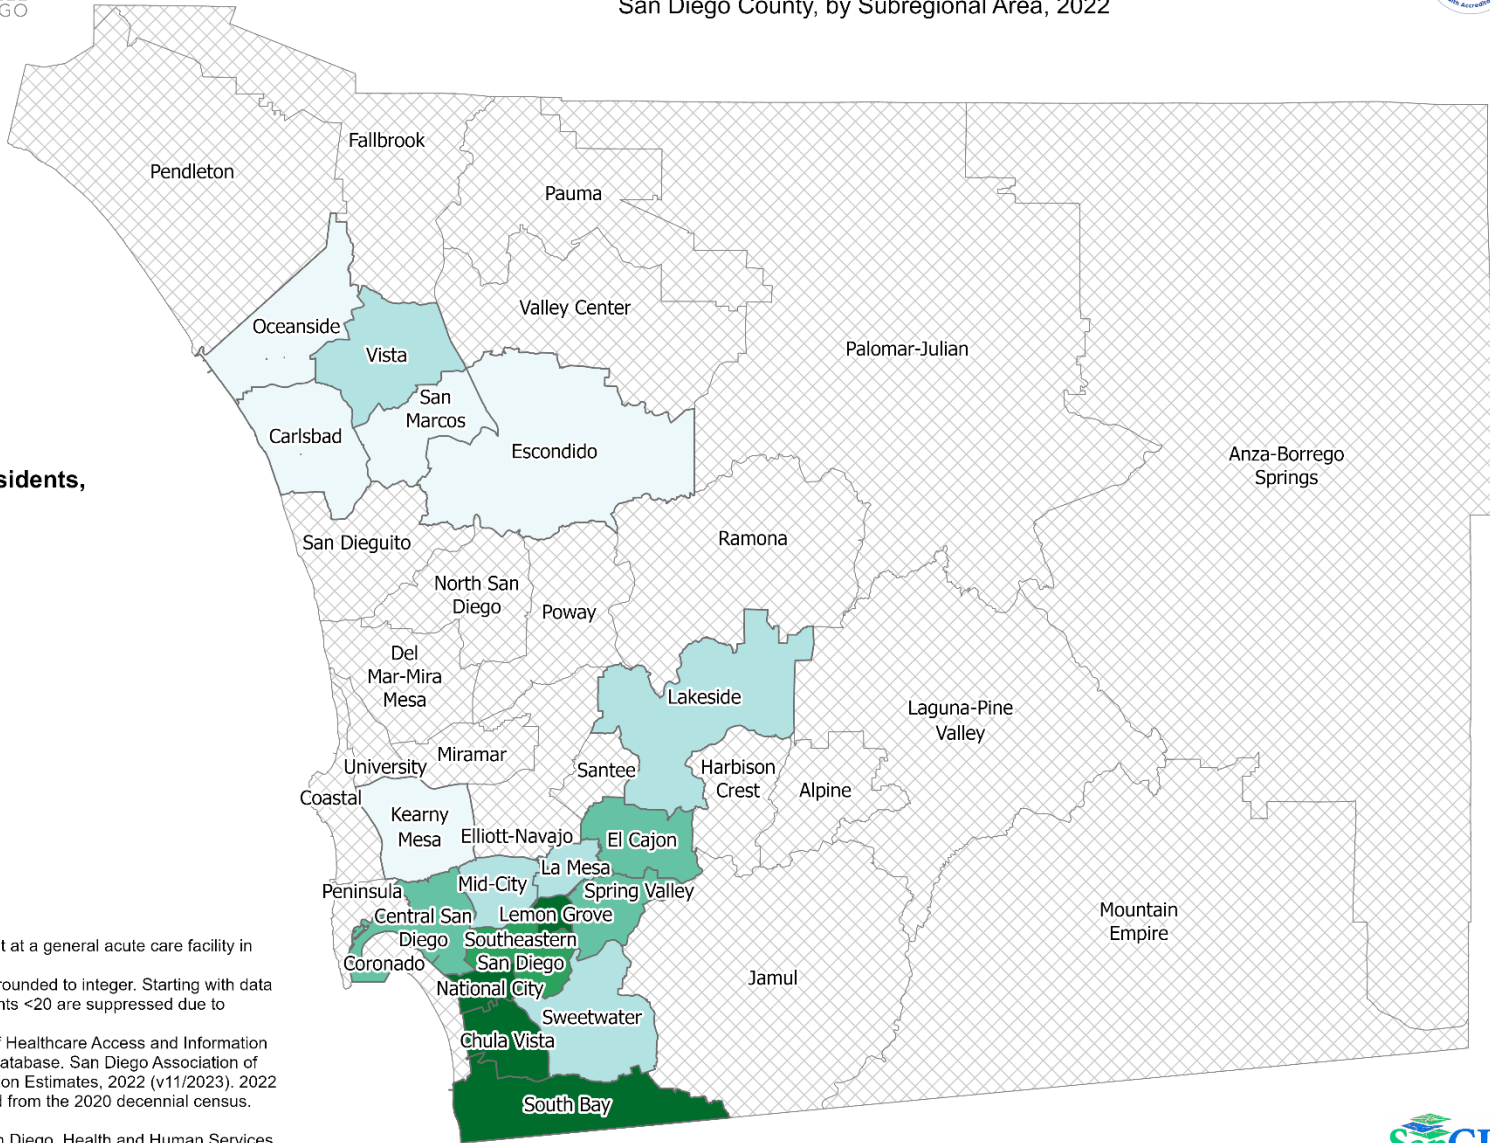 GO
San Diego County, by Subregional Area, 2022
Fallbrook
Pendleton
Pauma
Valley Center
Oceanside
Vista
Palomar-Julian
San
Marcos
Carlsbad
Escondido
Anza-Borrego
Springs
sidents,
San Dieguito
Ramona
North San
Diego
Poway
Del
Mar-Mira
Mesa
Lakeside
Laguna-Pine
Valley
Miramar
University
Santee
Harbison
Crest
Alpine
Coastal
Kearny
Mesa
Elliott-Navajo
El Cajon
La Mesa
Mid-City
Spring Valley
Peninsula
Central San
Diego
Lemon Grove
Southeastern
San Diego
Coronado
National City
Mountain
Empire
Jamul
Sweetwater
Chula Vista
South Bay
t at a general acute care facility in
ounded to integer. Starting with data
nts <20 are suppressed due to
f Healthcare Access and Information
atabase. San Diego Association of
on Estimates, 2022 (v11/2023). 2022
d from the 2020 decennial census.
n Diego, Health and Human Services